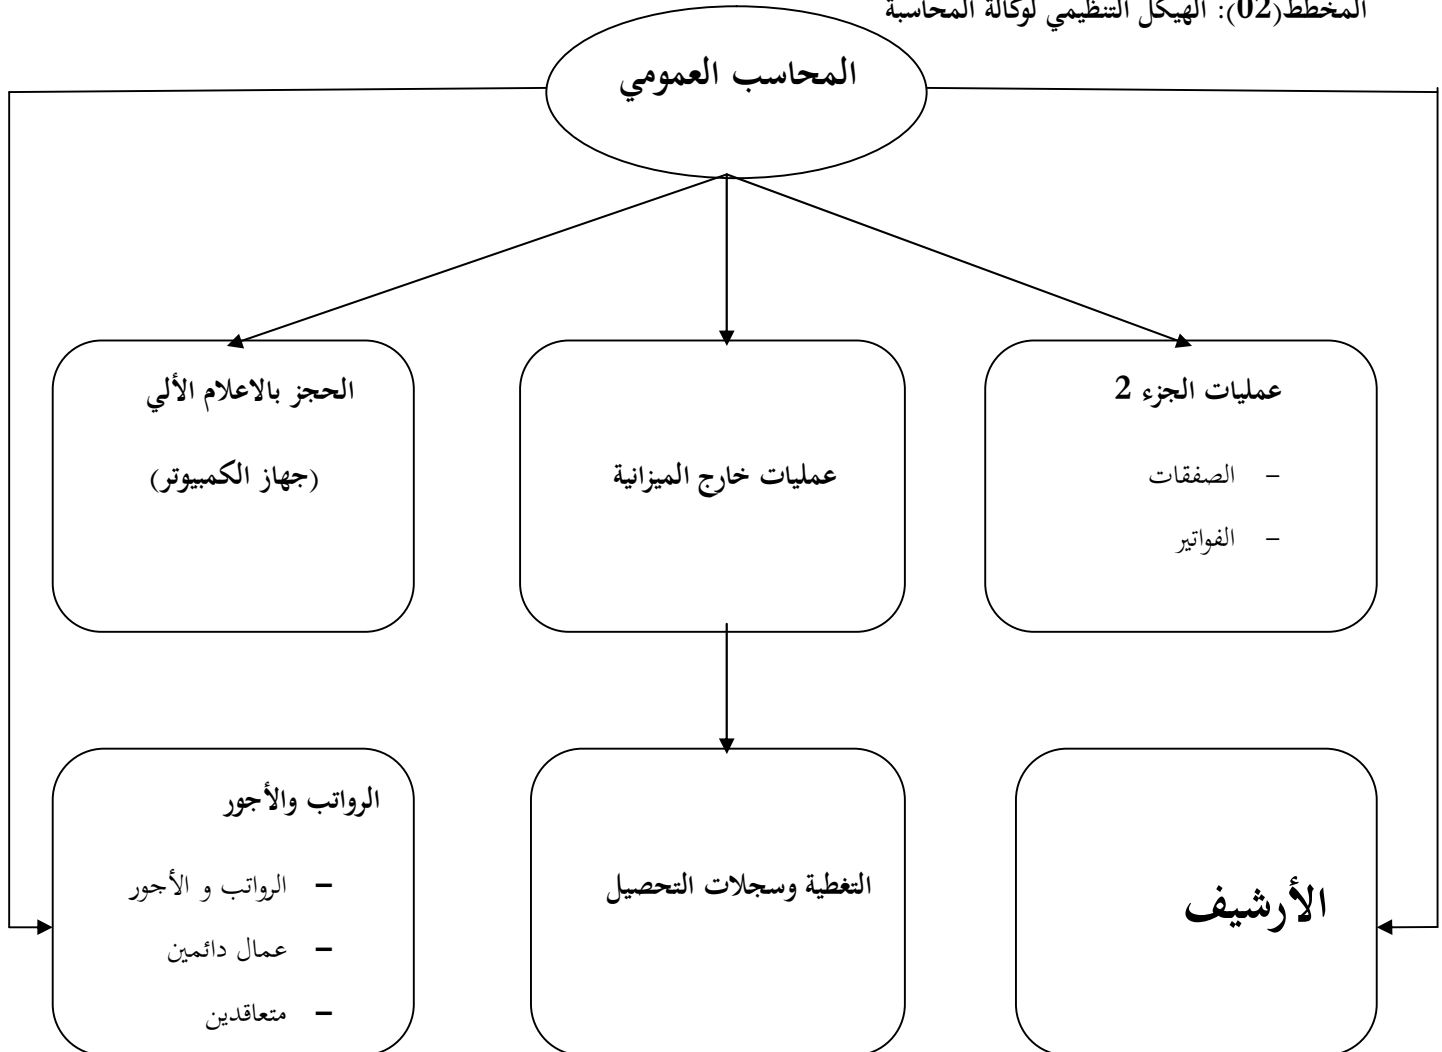 المخطط(02): الهيكل التنظيمي لوكالة المحاسبة
المحاسب العمومي
عمليات الجزء 2
– الصفقات
– الفواتير
عمليات خارج الميزانية
الحجز بالاعلام الألي
(جهاز الكمبيوتر)
الأرشيف
التغطية وسجلات التحصيل
الرواتب والأجور
– الرواتب و الأجور
– عمال دائمين
– متعاقدين